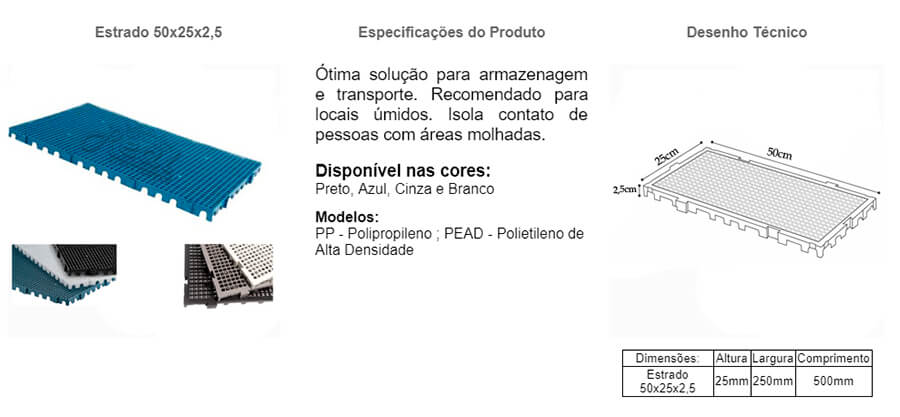 Estrado 50x25x2,5
Especificações do Produto
Ótima solução para armazenagem
e transporte. Recomendado para
locais úmidos. Isola contato de
pessoas com áreas molhadas.
Disponível nas cores:
Preto, Azul, Cinza e Branco
Modelos:
PP - Polipropileno ; PEAD - Polietileno de
Alta Densidade
Desenho Técnico
25cm
50cm
2,5cm
Dimensões: Altura Largura Comprimento
Estrado
50x25x2,5 25mm 250mm 500mm